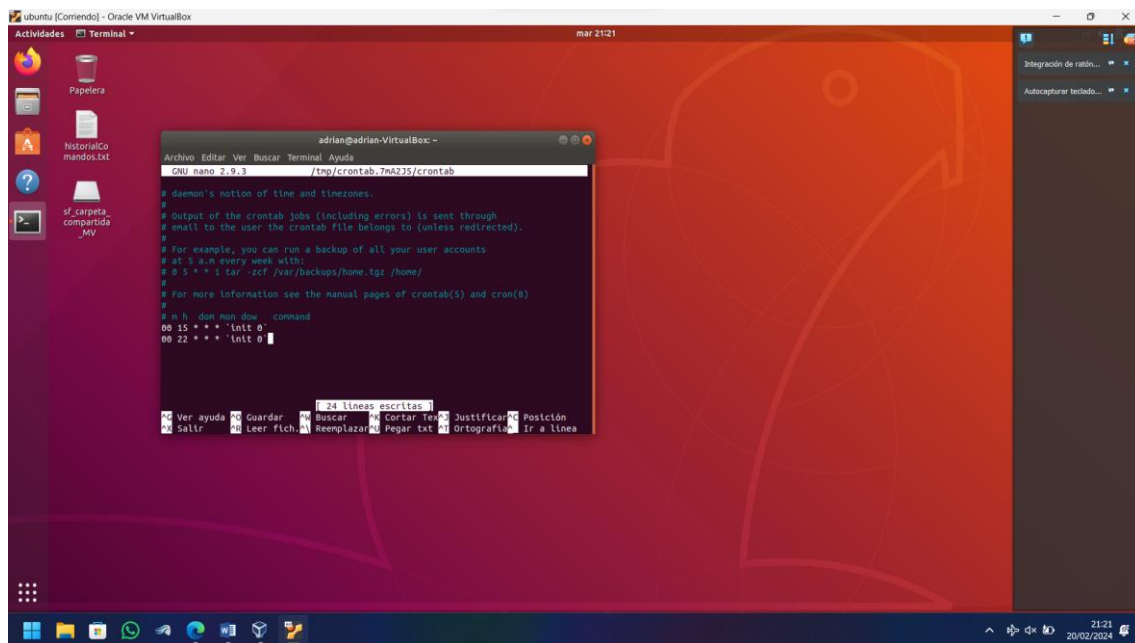 ubuntu [Corriendo] - Oracle VM VirtualBox
Actividades Terminal mar 21:21
Papelera
historialCo
mandos.txt
sf_carpeta_
compartida
_MV
Integración de ratón...
Autocapturar teclado...
adrian@adrian-VirtualBox: ~
Archivo Editar Ver Buscar Terminal Ayuda
GNU nano 2.9.3 /tmp/crontab.7mA2J5/crontab
# daemon's notion of time and timezones.
#
# Output of the crontab jobs (including errors) is sent through
# email to the user the crontab file belongs to (unless redirected).
#
# For example, you can run a backup of all your user accounts
# at 5 a.m every week with:
# 0 5 * * 1 tar -zcf /var/backups/home.tgz /home/
#
# For more information see the manual pages of crontab(5) and cron(8)
#
# m h dom mon dow command
00 15 * * * `init 0`
00 22 * * * `init 0`
[ 24 líneas escritas ]
^G Ver ayuda ^O Guardar ^W Buscar ^K Cortar Tex^J Justificar^C Posición
^X Salir ^R Leer fich.^\ Reemplazar^U Pegar txt ^T Ortografía^_ Ir a línea
21:21
20/02/2024